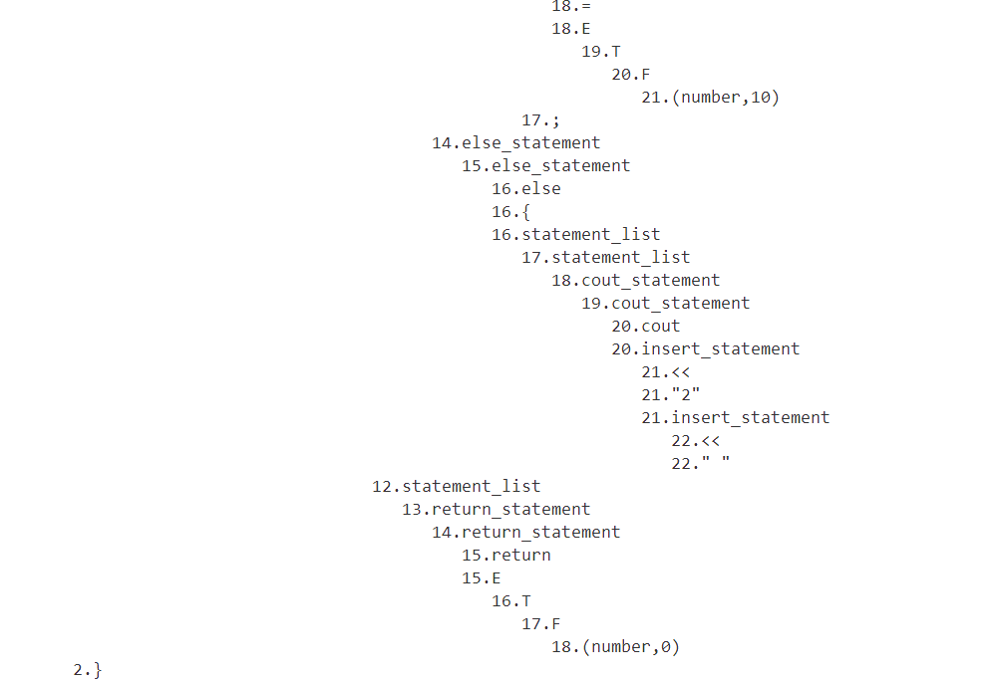 18.=
18.E
19.T
20.F
21.(number,10)
17.;
14.else_statement
15.else_statement
16.else
16.{
16.statement_list
17.statement_list
18.cout_statement
19.cout_statement
20.cout
20.insert_statement
21.<<
21."2"
21.insert_statement
22.<<
22." "
12.statement_list
13.return_statement
14.return_statement
15.return
15.E
16.T
17.F
18.(number,0)
2.}